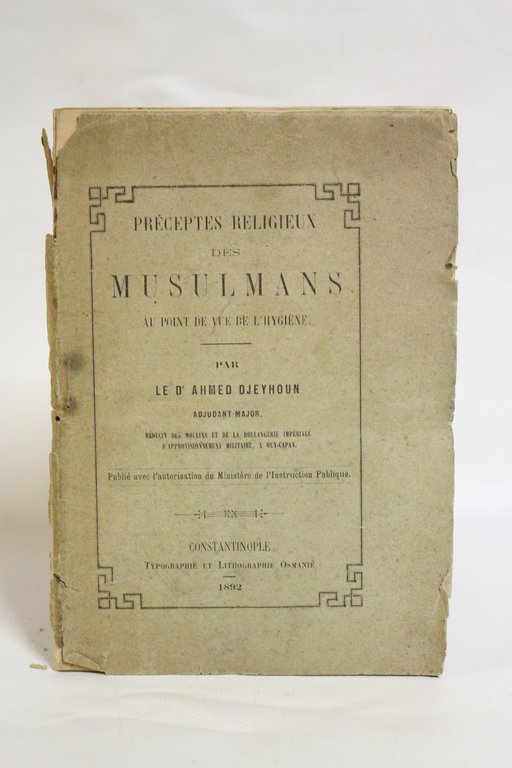 PRÉCEPTES RELIGIEUX
DES
MUSULMANS
AU POINT DE VUE DE L'HYGIÈNE.
PAR
LE Dr AHMED DJEYHOUN
ADJUDANT-MAJOR,
MÉDECIN DES MOULINS ET DE LA BOULANGERIE IMPÉRIALE
D'APPROVISIONNEMENT MILITAIRE, A OUN-CAPAN.
Publié avec l'autorisation du Ministère de l'Instruction Publique.
CONSTANTINOPLE
TYPOGRAPHIE ET LITHOGRAPHIE OSMANIÉ
1892